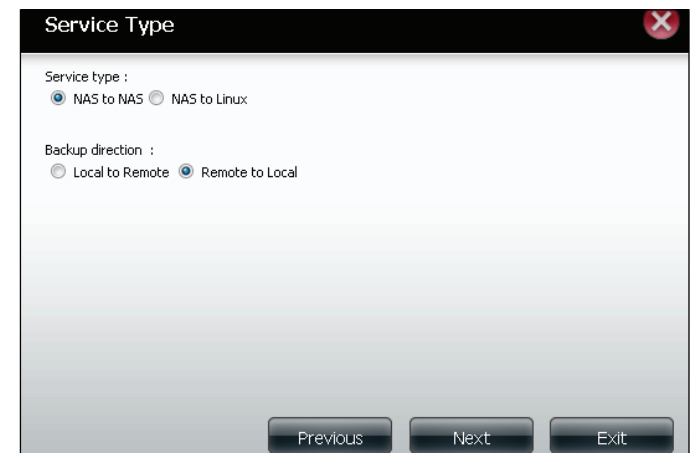 Service Type
Service type :
NAS to NAS NAS to Linux
Backup direction :
Local to Remote Remote to Local
Previous Next Exit